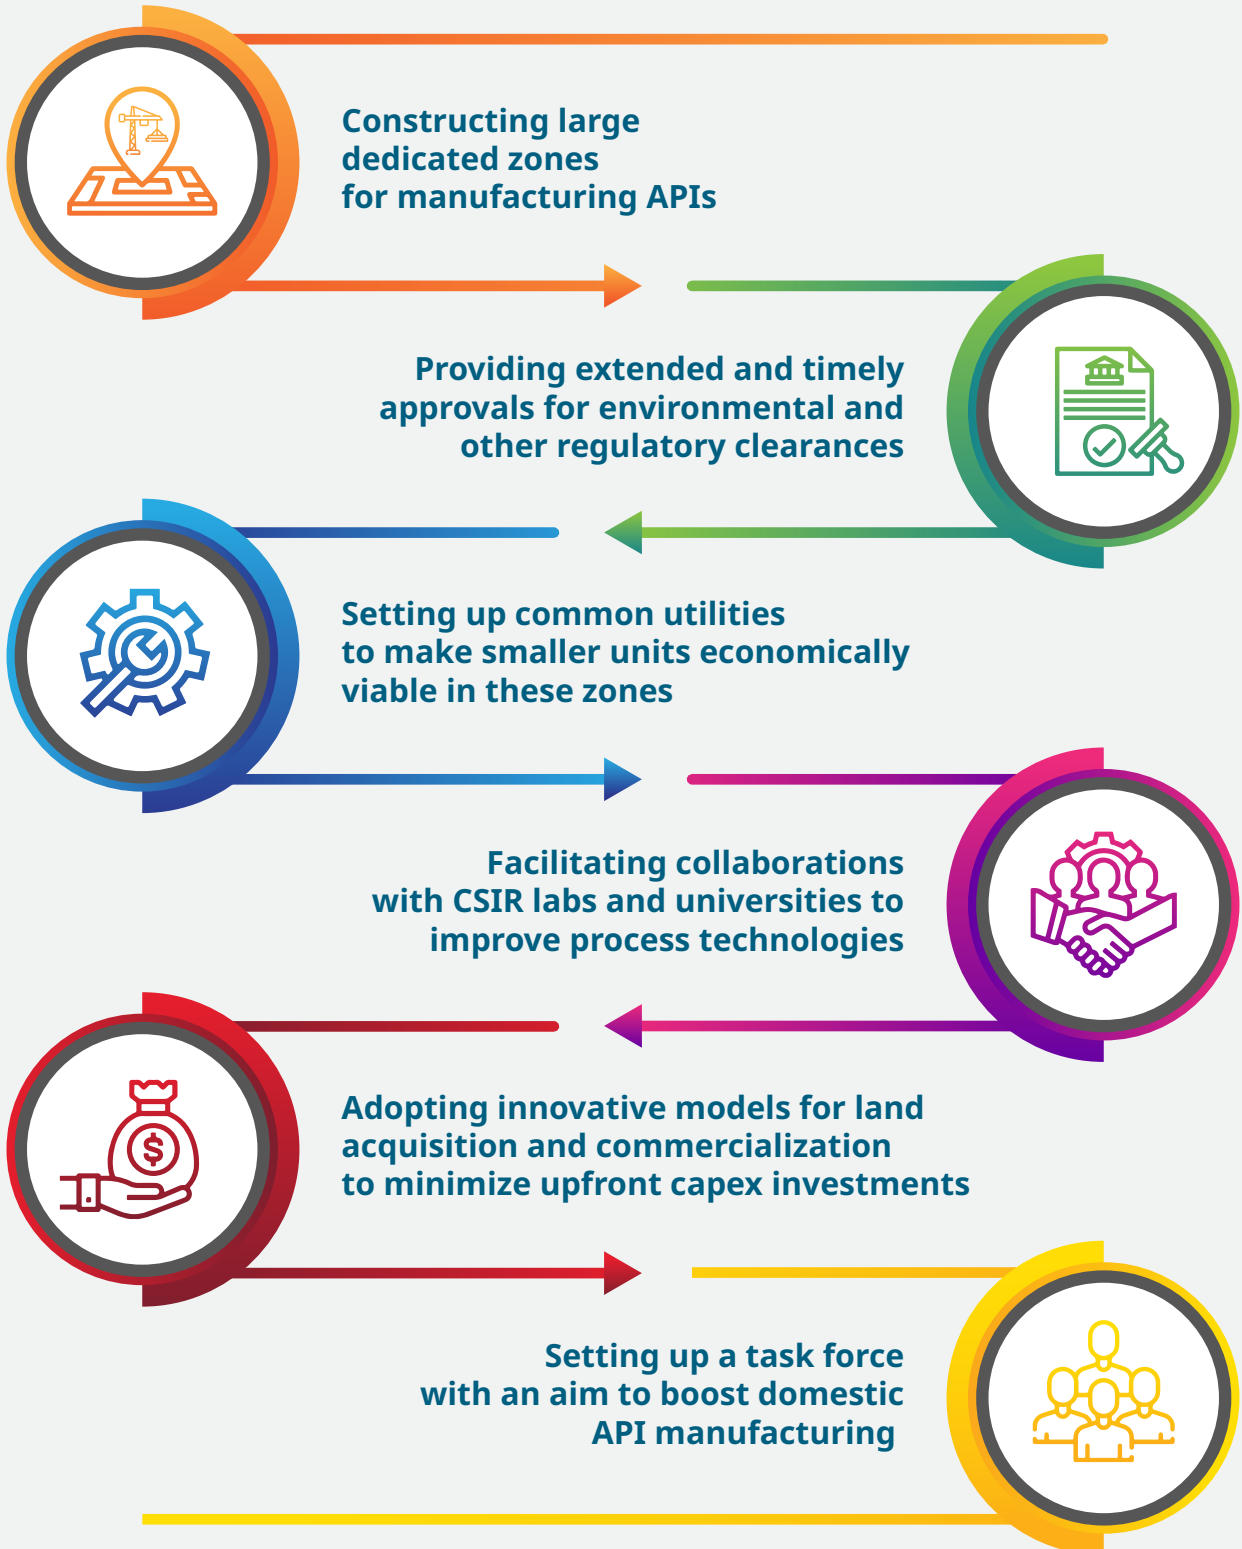 Constructing large
dedicated zones
for manufacturing APIs
Providing extended and timely
approvals for environmental and
other regulatory clearances
Setting up common utilities
to make smaller units economically
viable in these zones
Facilitating collaborations
with CSIR labs and universities to
improve process technologies
Adopting innovative models for land
acquisition and commercialization
to minimize upfront capex investments
$
Setting up a task force
with an aim to boost domestic
API manufacturing